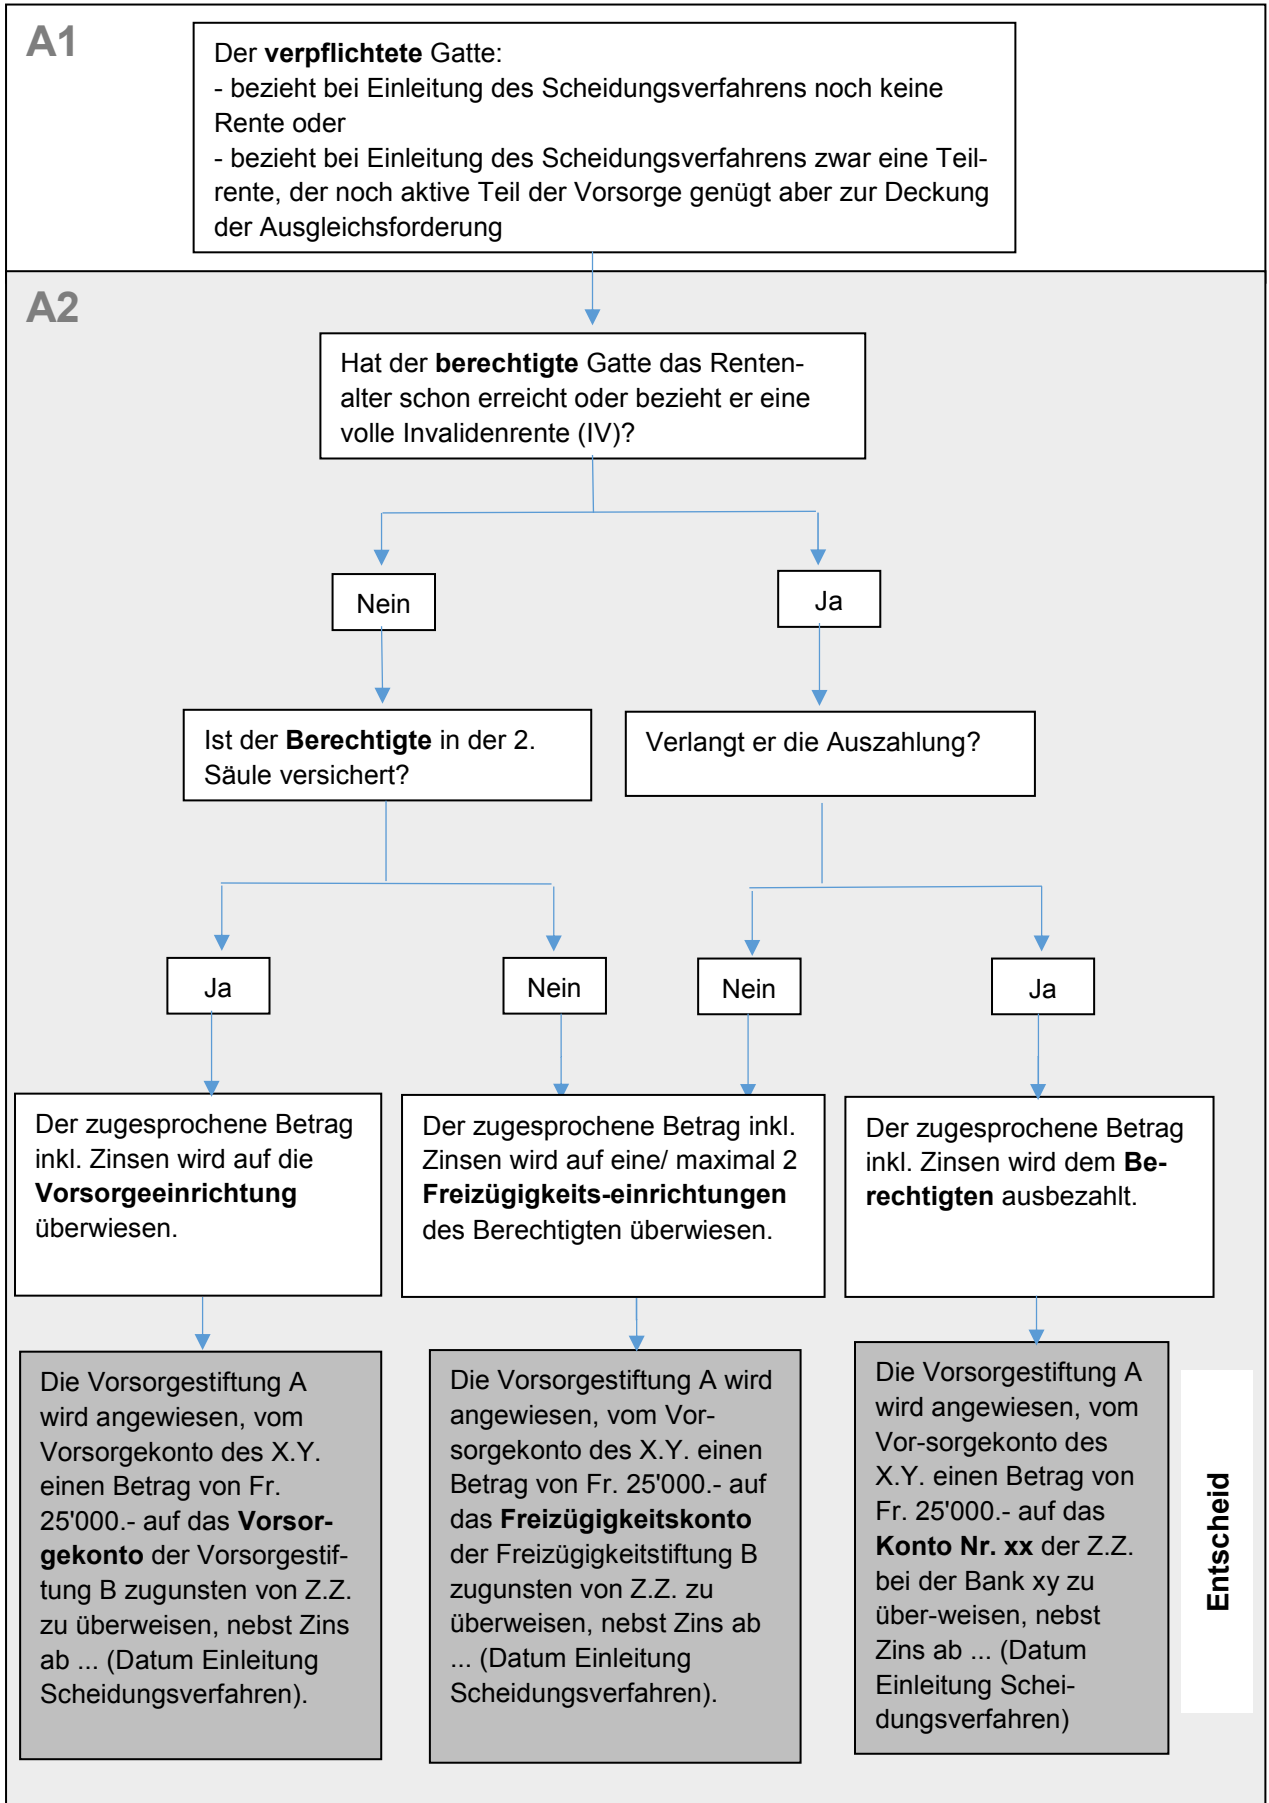 A1
Der verpflichtete Gatte:
- bezieht bei Einleitung des Scheidungsverfahrens noch keine
Rente oder
- bezieht bei Einleitung des Scheidungsverfahrens zwar eine Teil-
rente, der noch aktive Teil der Vorsorge genügt aber zur Deckung
der Ausgleichsforderung
A2
Hat der berechtigte Gatte das Renten-
alter schon erreicht oder bezieht er eine
volle Invalidenrente (IV)?
Nein
Ja
Ist der Berechtigte in der 2.
Säule versichert?
Verlangt er die Auszahlung?
Ja
Nein
Nein
Ja
Der zugesprochene Betrag
inkl. Zinsen wird auf die
Vorsorgeeinrichtung
überwiesen.
Der zugesprochene Betrag inkl.
Zinsen wird auf eine/ maximal 2
Freizügigkeits-einrichtungen
des Berechtigten überwiesen.
Der zugesprochene Betrag
inkl. Zinsen wird dem Be-
rechtigten ausbezahlt.
Die Vorsorgestiftung A
wird angewiesen, vom
Vorsorgekonto des X.Y.
einen Betrag von Fr.
25'000.- auf das Vorsor-
gekonto der Vorsorgestif-
tung B zugunsten von Z.Z.
zu überweisen, nebst Zins
ab ... (Datum Einleitung
Scheidungsverfahren).
Die Vorsorgestiftung A wird
angewiesen, vom Vor-
sorgekonto des X.Y. einen
Betrag von Fr. 25'000.- auf
das Freizügigkeitskonto
der Freizügigkeitstiftung B
zugunsten von Z.Z. zu
überweisen, nebst Zins ab
... (Datum Einleitung
Scheidungsverfahren).
Die Vorsorgestiftung A
wird angewiesen, vom
Vor-sorgekonto des
X.Y. einen Betrag von
Fr. 25'000.- auf das
Konto Nr. xx der Z.Z.
bei der Bank xy zu
über-weisen, nebst
Zins ab ... (Datum
Einleitung Schei-
dungsverfahren)
Entscheid